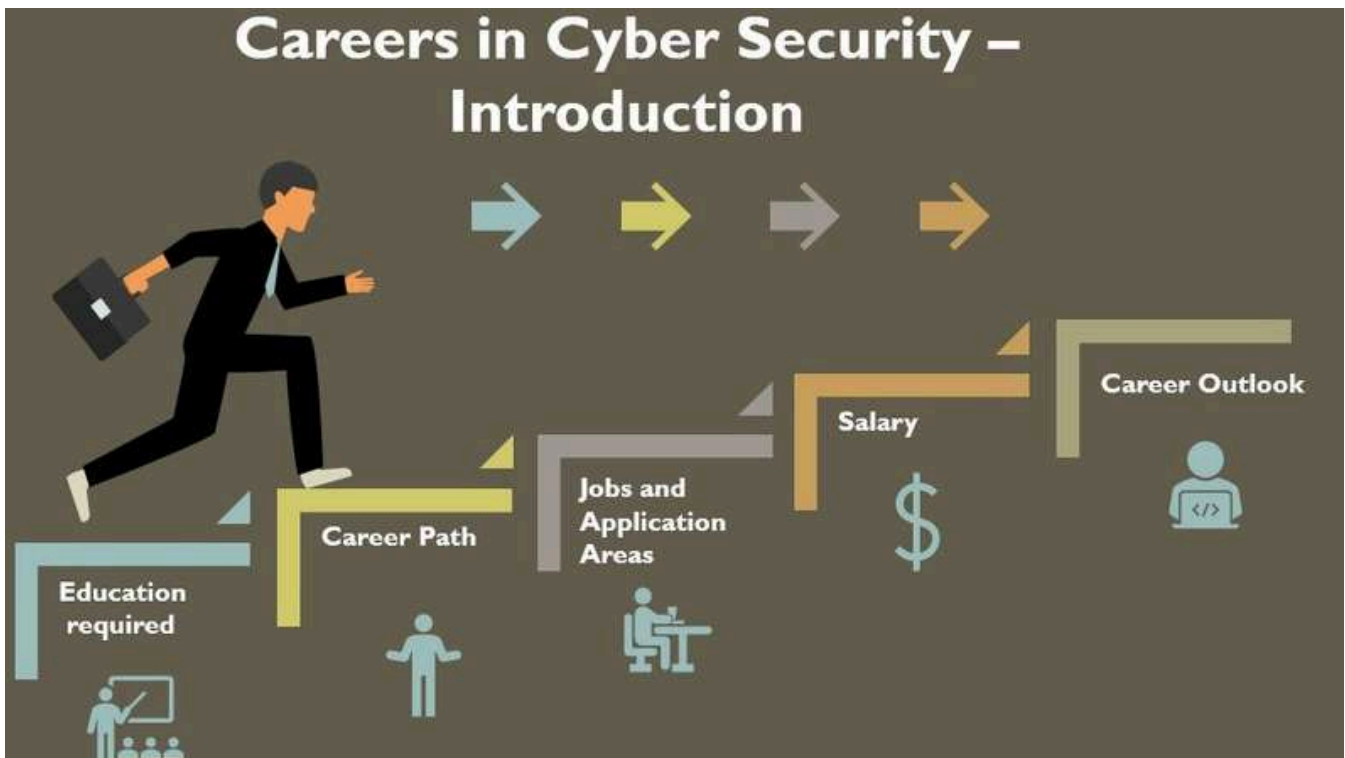 Careers in Cyber Security –
Introduction
Education
required
Career Path
Jobs and
Application
Areas
Salary
$
Career Outlook
</>